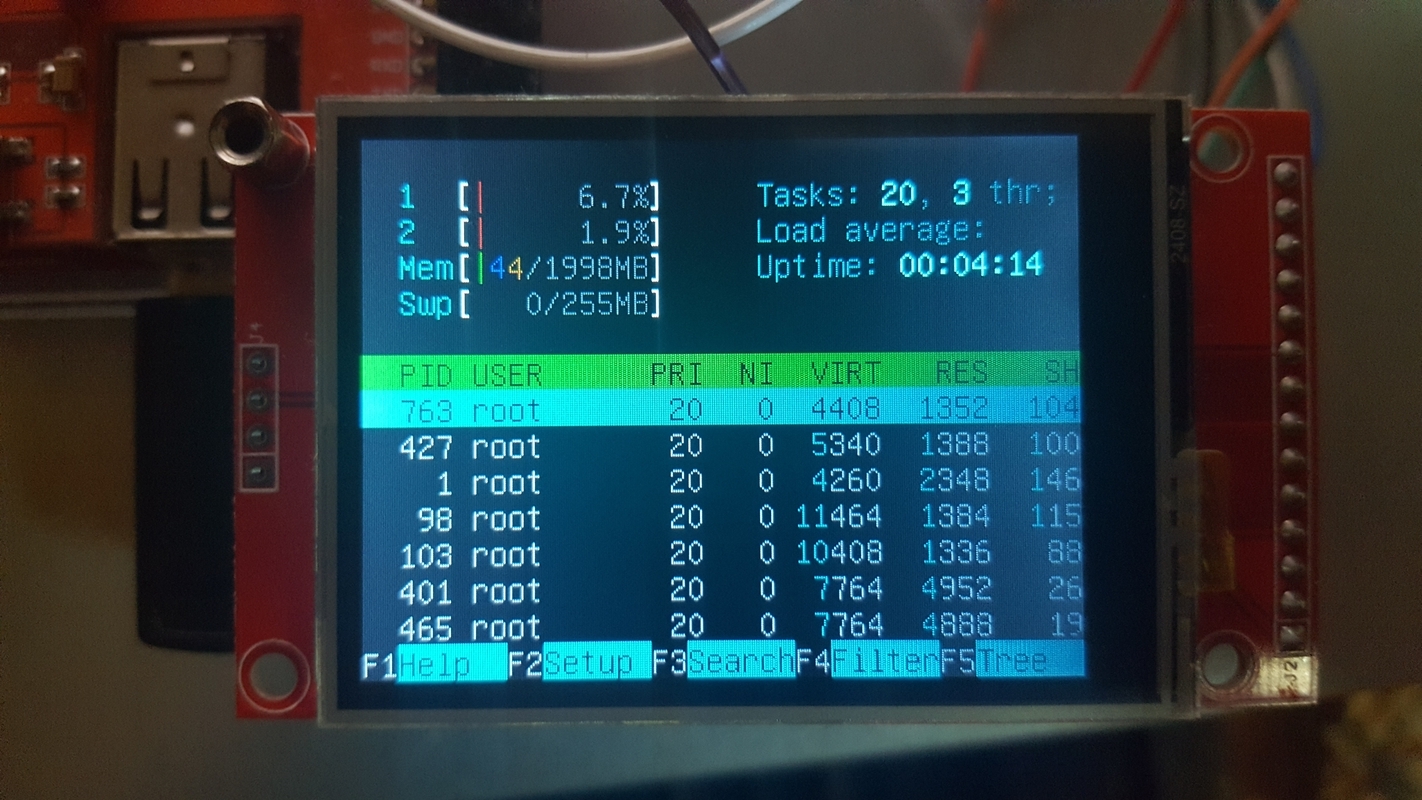 1 [| 6.7%] Tasks: 20, 3 thr;
2 [| 1.9%] Load average:
Mem[|44/1998MB] Uptime: 00:04:14
Swp[ 0/255MB]
PID USER PRI NI VIRT RES SH
763 root 20 0 4408 1352 104
427 root 20 0 5340 1388 100
1 root 20 0 4260 2348 146
98 root 20 0 11464 1384 115
103 root 20 0 10408 1336 88
401 root 20 0 7764 4952 26
465 root 20 0 7764 4888 19
F1Help F2Setup F3Search F4Filter F5Tree
J4
J2